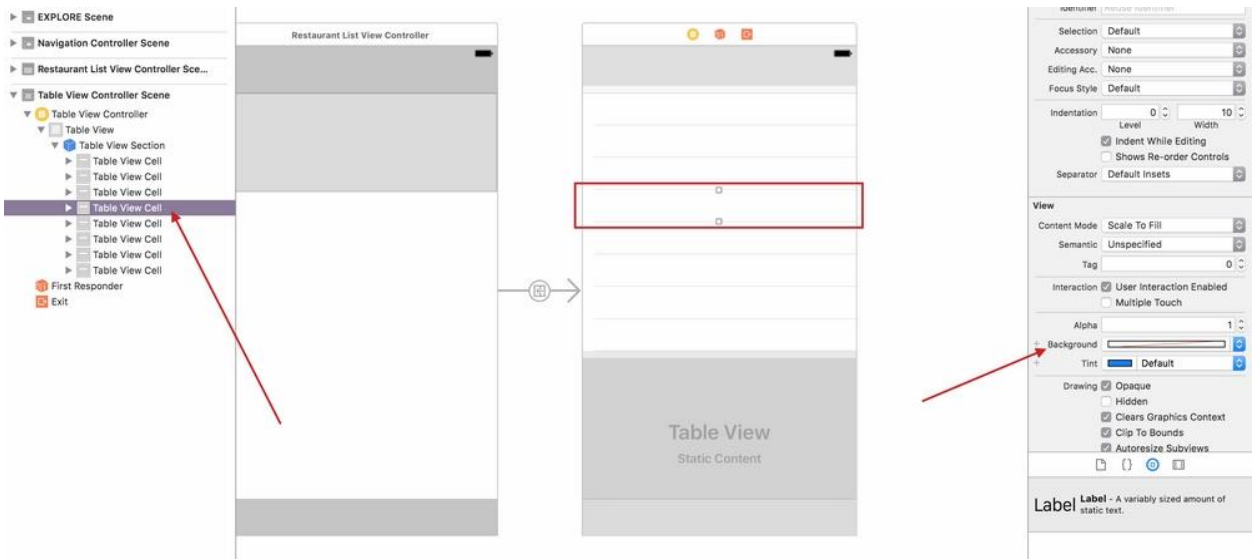 EXPLORE Scene
Navigation Controller Scene
Restaurant List View Controller Sce...
Table View Controller Scene
Table View Controller
Table View
Table View Section
Table View Cell
Table View Cell
Table View Cell
Table View Cell
Table View Cell
Table View Cell
Table View Cell
Table View Cell
First Responder
Exit
Restaurant List View Controller
Table View
Static Content
Identifier Reuse Identifier
Selection Default
Accessory None
Editing Acc. None
Focus Style Default
Indentation 0 10
Level Width
Indent While Editing
Shows Re-order Controls
Separator Default Insets
View
Content Mode Scale To Fill
Semantic Unspecified
Tag 0
Interaction User Interaction Enabled
Multiple Touch
Alpha 1
Background
Tint Default
Drawing Opaque
Hidden
Clears Graphics Context
Clip To Bounds
Autoresize Subviews
{}
Label Label - A variably sized amount of
static text.